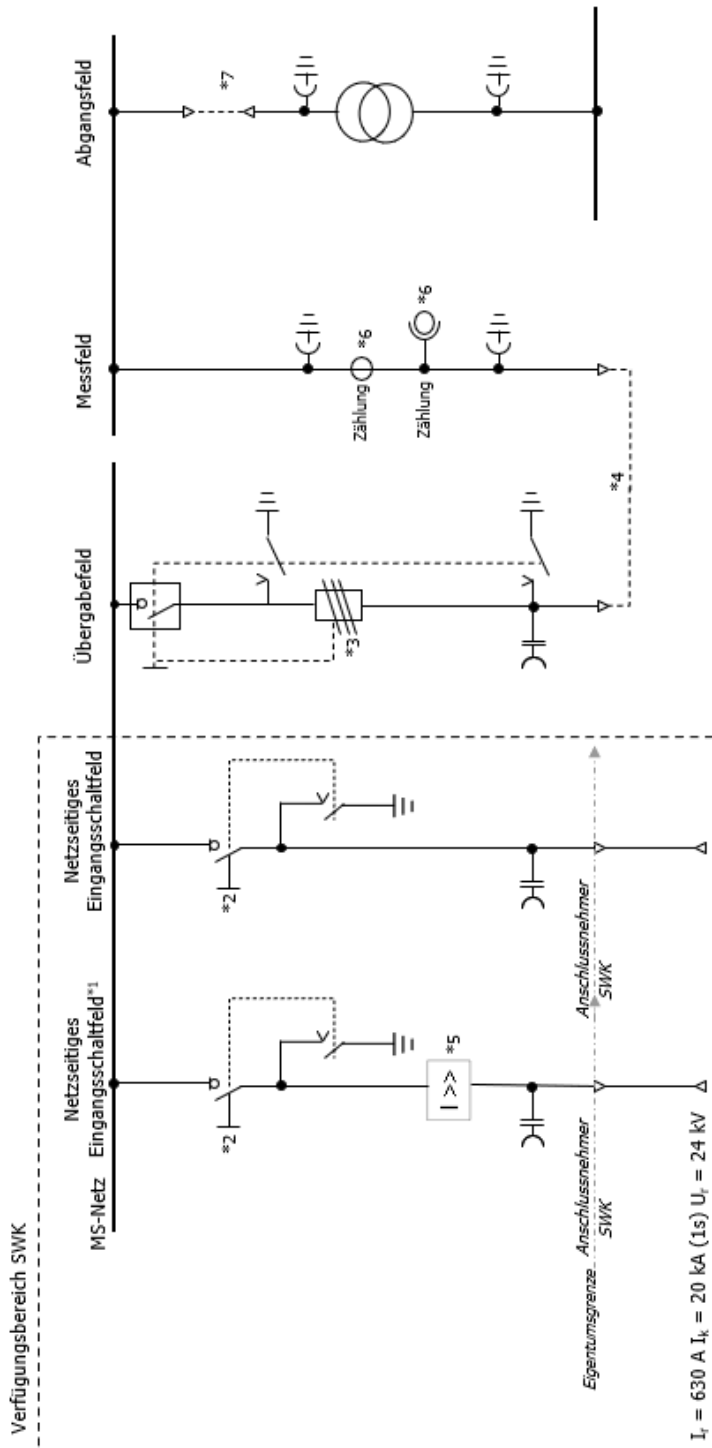 Verfügungsbereich SWK
MS-Netz
Netzseitiges
Eingangsschaltfeld*1
Netzseitiges
Eingangsschaltfeld
Übergabefeld
Messfeld
Abgangsfeld
*2
*2
*3
*7
Zählung
*6
Zählung
*6
*5
*4
Eigentumsgrenze
Anschlussnehmer
SWK
Anschlussnehmer
SWK
I >>
Iᵣ = 630 A Iₖ = 20 kA (1s) Uᵣ = 24 kV